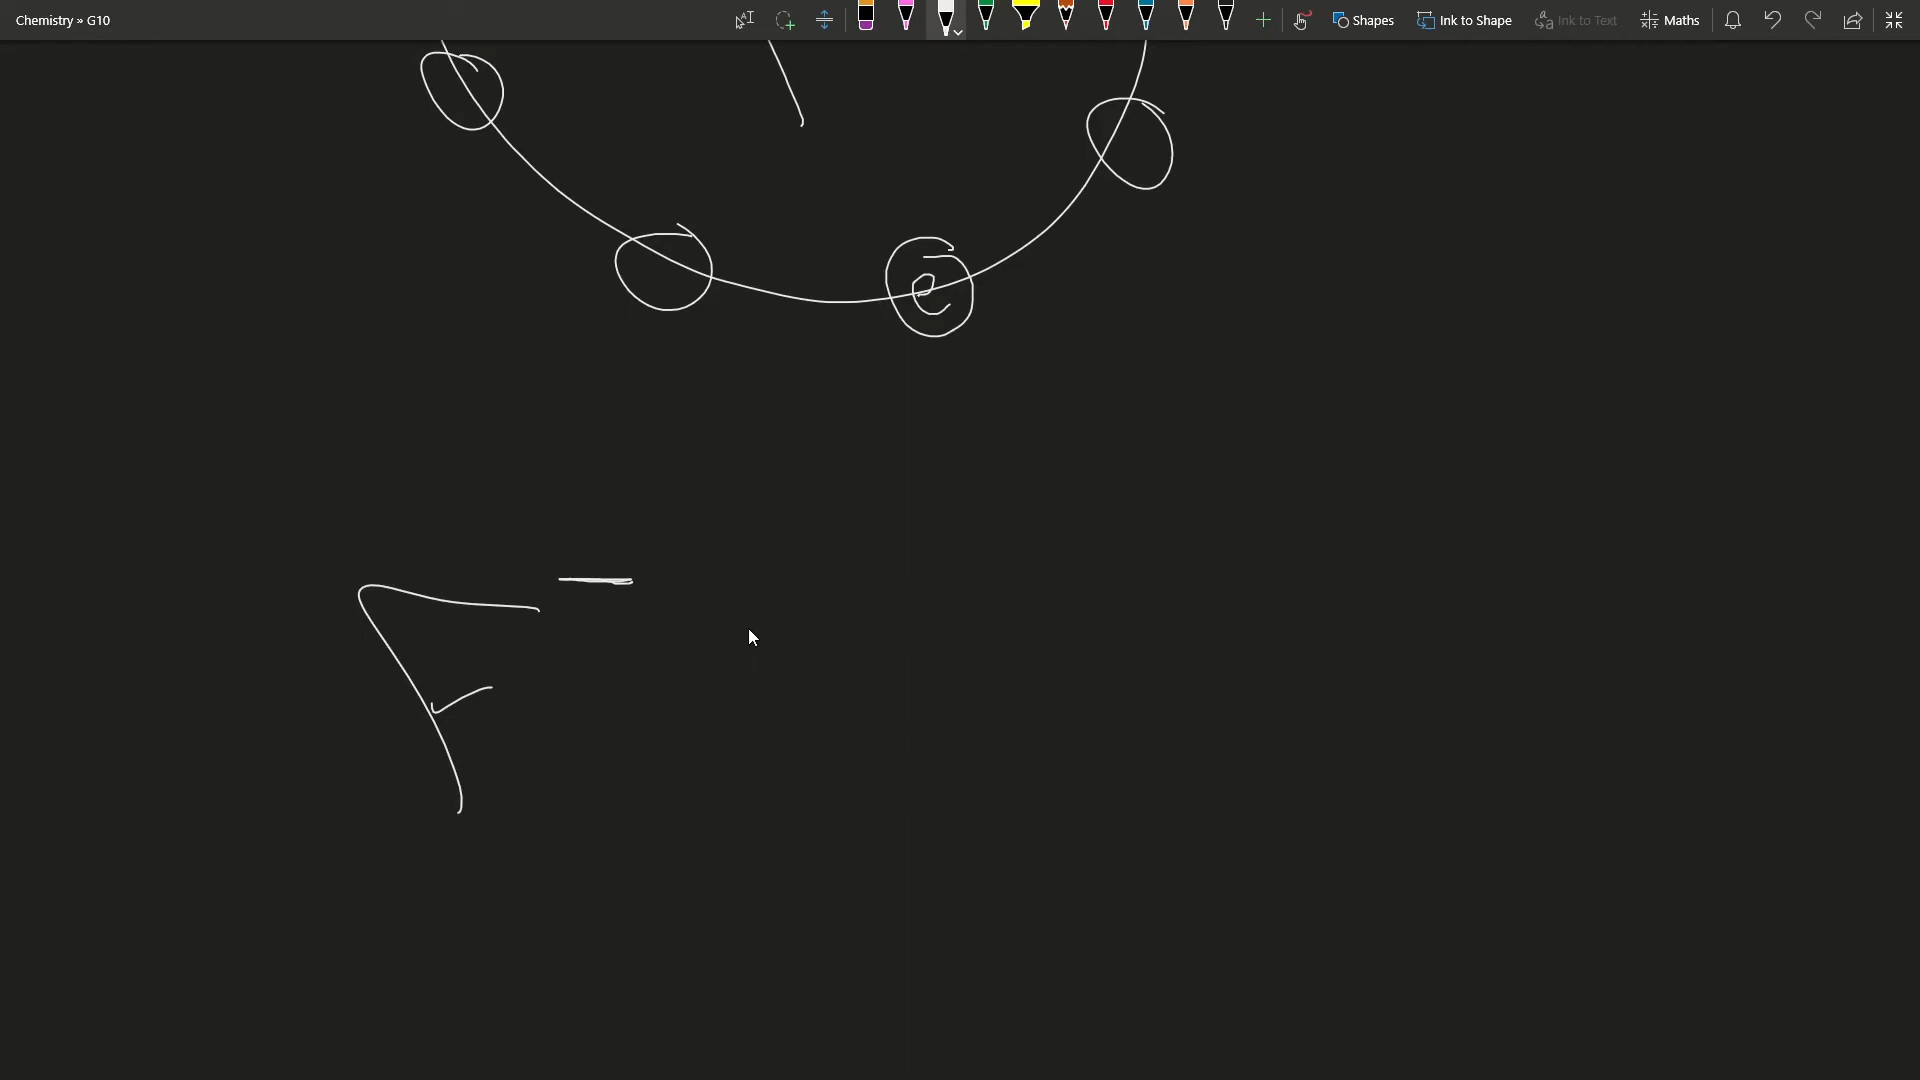 Chemistry » G10
Shapes
Ink to Shape
Ink to Text
Maths
e
F⁻